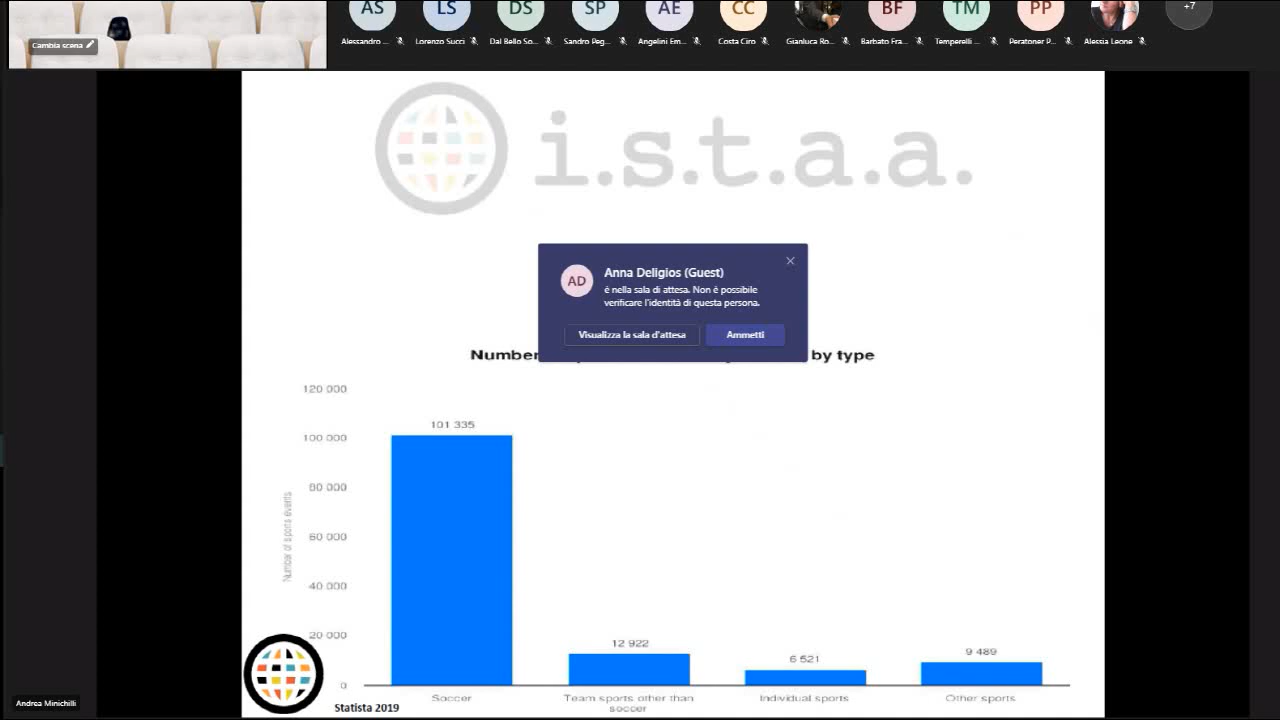 Cambia scena
AS LS DS SP AE CC BF TM PP +7
Alessandro ... Lorenzo Succi Dal Bello So... Sandro Peg... Angelini Em... Costa Ciro Gianluca Ro... Barbato Fra... Temperelli ... Peratoner P... Alessia Leone
i.s.t.a.a.
AD
Anna Deligios (Guest)
è nella sala di attesa. Non è possibile
verificare l'identità di questa persona.
Visualizza la sala d'attesa Ammetti
Number by type
120 000
100 000
80 000
60 000
40 000
20 000
0
Number of sports events
101 335
12 922
6 521
9 489
Soccer
Team sports other than
soccer
Individual sports
Other sports
Statista 2019
Andrea Minichilli